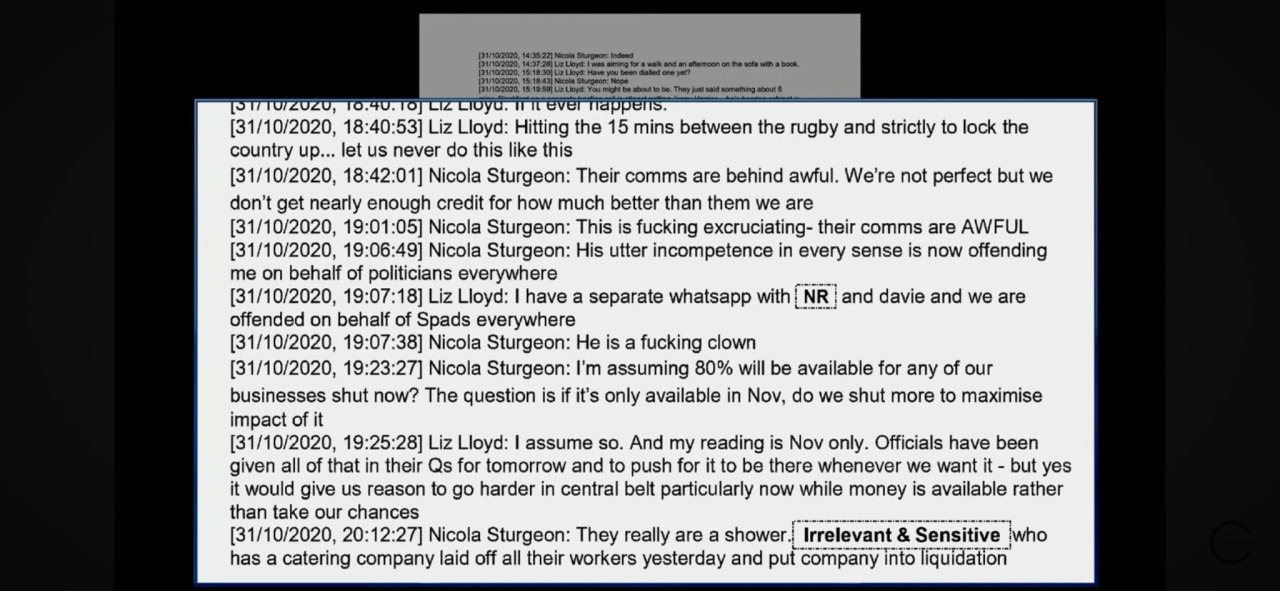 [31/10/2020, 14:35:22] Nicola Sturgeon: Indeed
[31/10/2020, 14:37:28] Liz Lloyd: I was aiming for a walk and an afternoon on the sofa with a book.
[31/10/2020, 15:18:30] Liz Lloyd: Have you been dialled one yet?
[31/10/2020, 15:18:43] Nicola Sturgeon: Nope
[31/10/2020, 15:19:59] Liz Lloyd: You might be about to be. They just said something about 5
[31/10/2020, 18:40:18] Liz Lloyd: If it ever happens.
[31/10/2020, 18:40:53] Liz Lloyd: Hitting the 15 mins between the rugby and strictly to lock the
country up... let us never do this like this
[31/10/2020, 18:42:01] Nicola Sturgeon: Their comms are behind awful. We're not perfect but we
don't get nearly enough credit for how much better than them we are
[31/10/2020, 19:01:05] Nicola Sturgeon: This is fucking excruciating- their comms are AWFUL
[31/10/2020, 19:06:49] Nicola Sturgeon: His utter incompetence in every sense is now offending
me on behalf of politicians everywhere
[31/10/2020, 19:07:18] Liz Lloyd: I have a separate whatsapp with NR and davie and we are
offended on behalf of Spads everywhere
[31/10/2020, 19:07:38] Nicola Sturgeon: He is a fucking clown
[31/10/2020, 19:23:27] Nicola Sturgeon: I'm assuming 80% will be available for any of our
businesses shut now? The question is if it's only available in Nov, do we shut more to maximise
impact of it
[31/10/2020, 19:25:28] Liz Lloyd: I assume so. And my reading is Nov only. Officials have been
given all of that in their Qs for tomorrow and to push for it to be there whenever we want it - but yes
it would give us reason to go harder in central belt particularly now while money is available rather
than take our chances
[31/10/2020, 20:12:27] Nicola Sturgeon: They really are a shower. Irrelevant & Sensitive who
has a catering company laid off all their workers yesterday and put company into liquidation